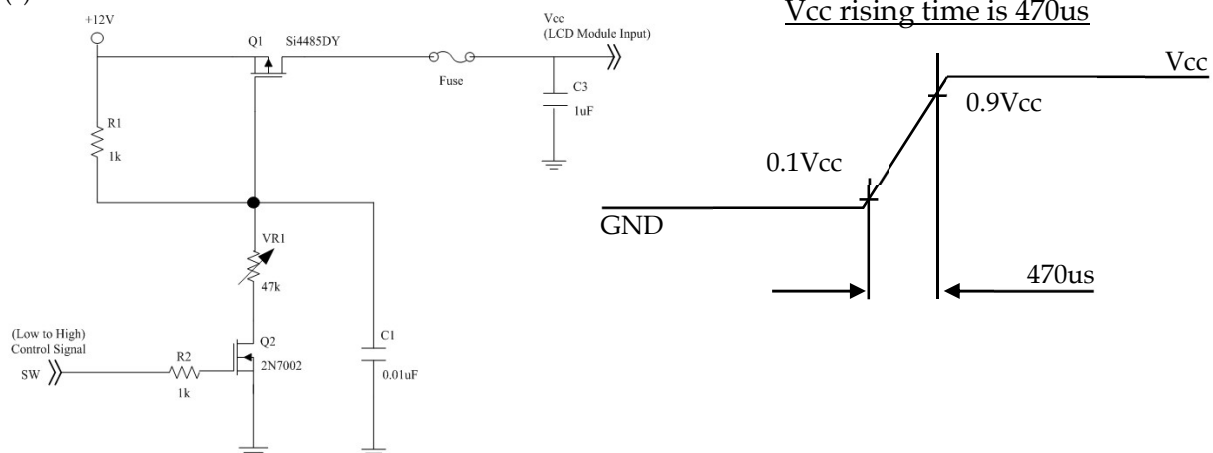 +12V
Q1
Si4485DY
Vcc
(LCD Module Input)
Fuse
C3
1uF
R1
1k
VR1
47k
(Low to High)
Control Signal
SW
R2
1k
Q2
2N7002
C1
0.01uF
Vcc rising time is 470us
Vcc
0.9Vcc
0.1Vcc
GND
470us